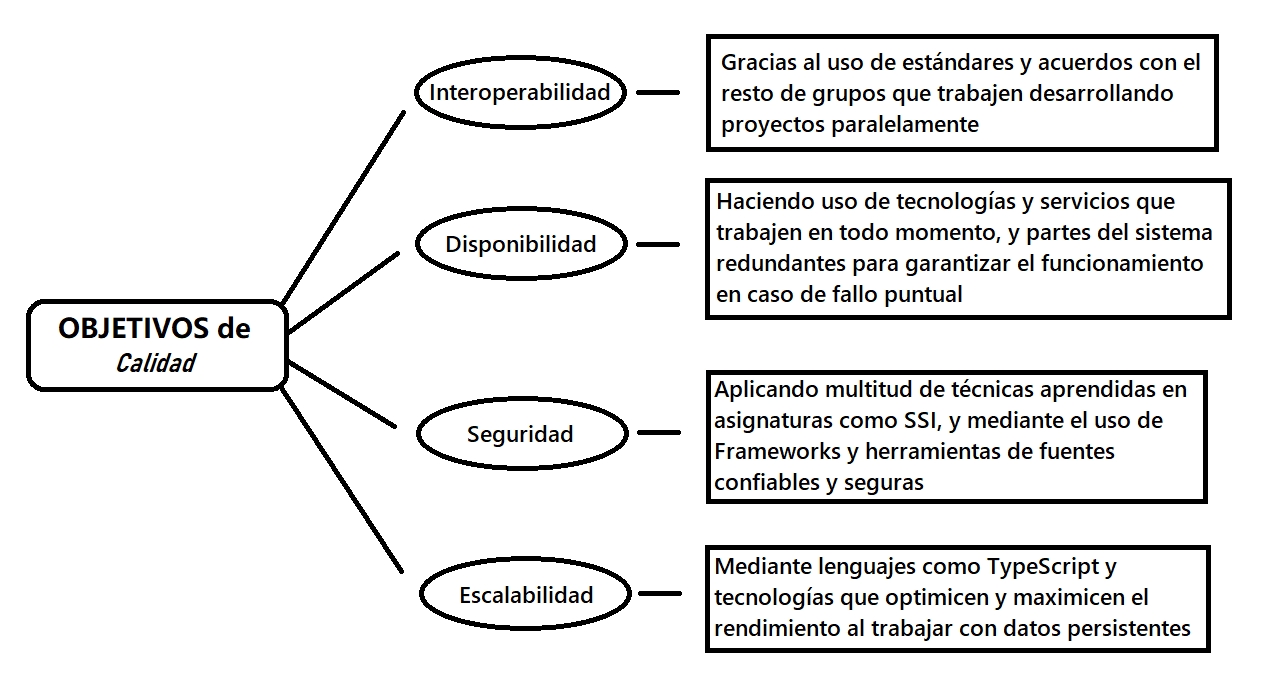 Interoperabilidad
Gracias al uso de estándares y acuerdos con el
resto de grupos que trabajen desarrollando
proyectos paralelamente
Disponibilidad
Haciendo uso de tecnologías y servicios que
trabajen en todo momento, y partes del sistema
redundantes para garantizar el funcionamiento
en caso de fallo puntual
OBJETIVOS de
Calidad
Seguridad
Aplicando multitud de técnicas aprendidas en
asignaturas como SSI, y mediante el uso de
Frameworks y herramientas de fuentes
confiables y seguras
Escalabilidad
Mediante lenguajes como TypeScript y
tecnologías que optimicen y maximicen el
rendimiento al trabajar con datos persistentes